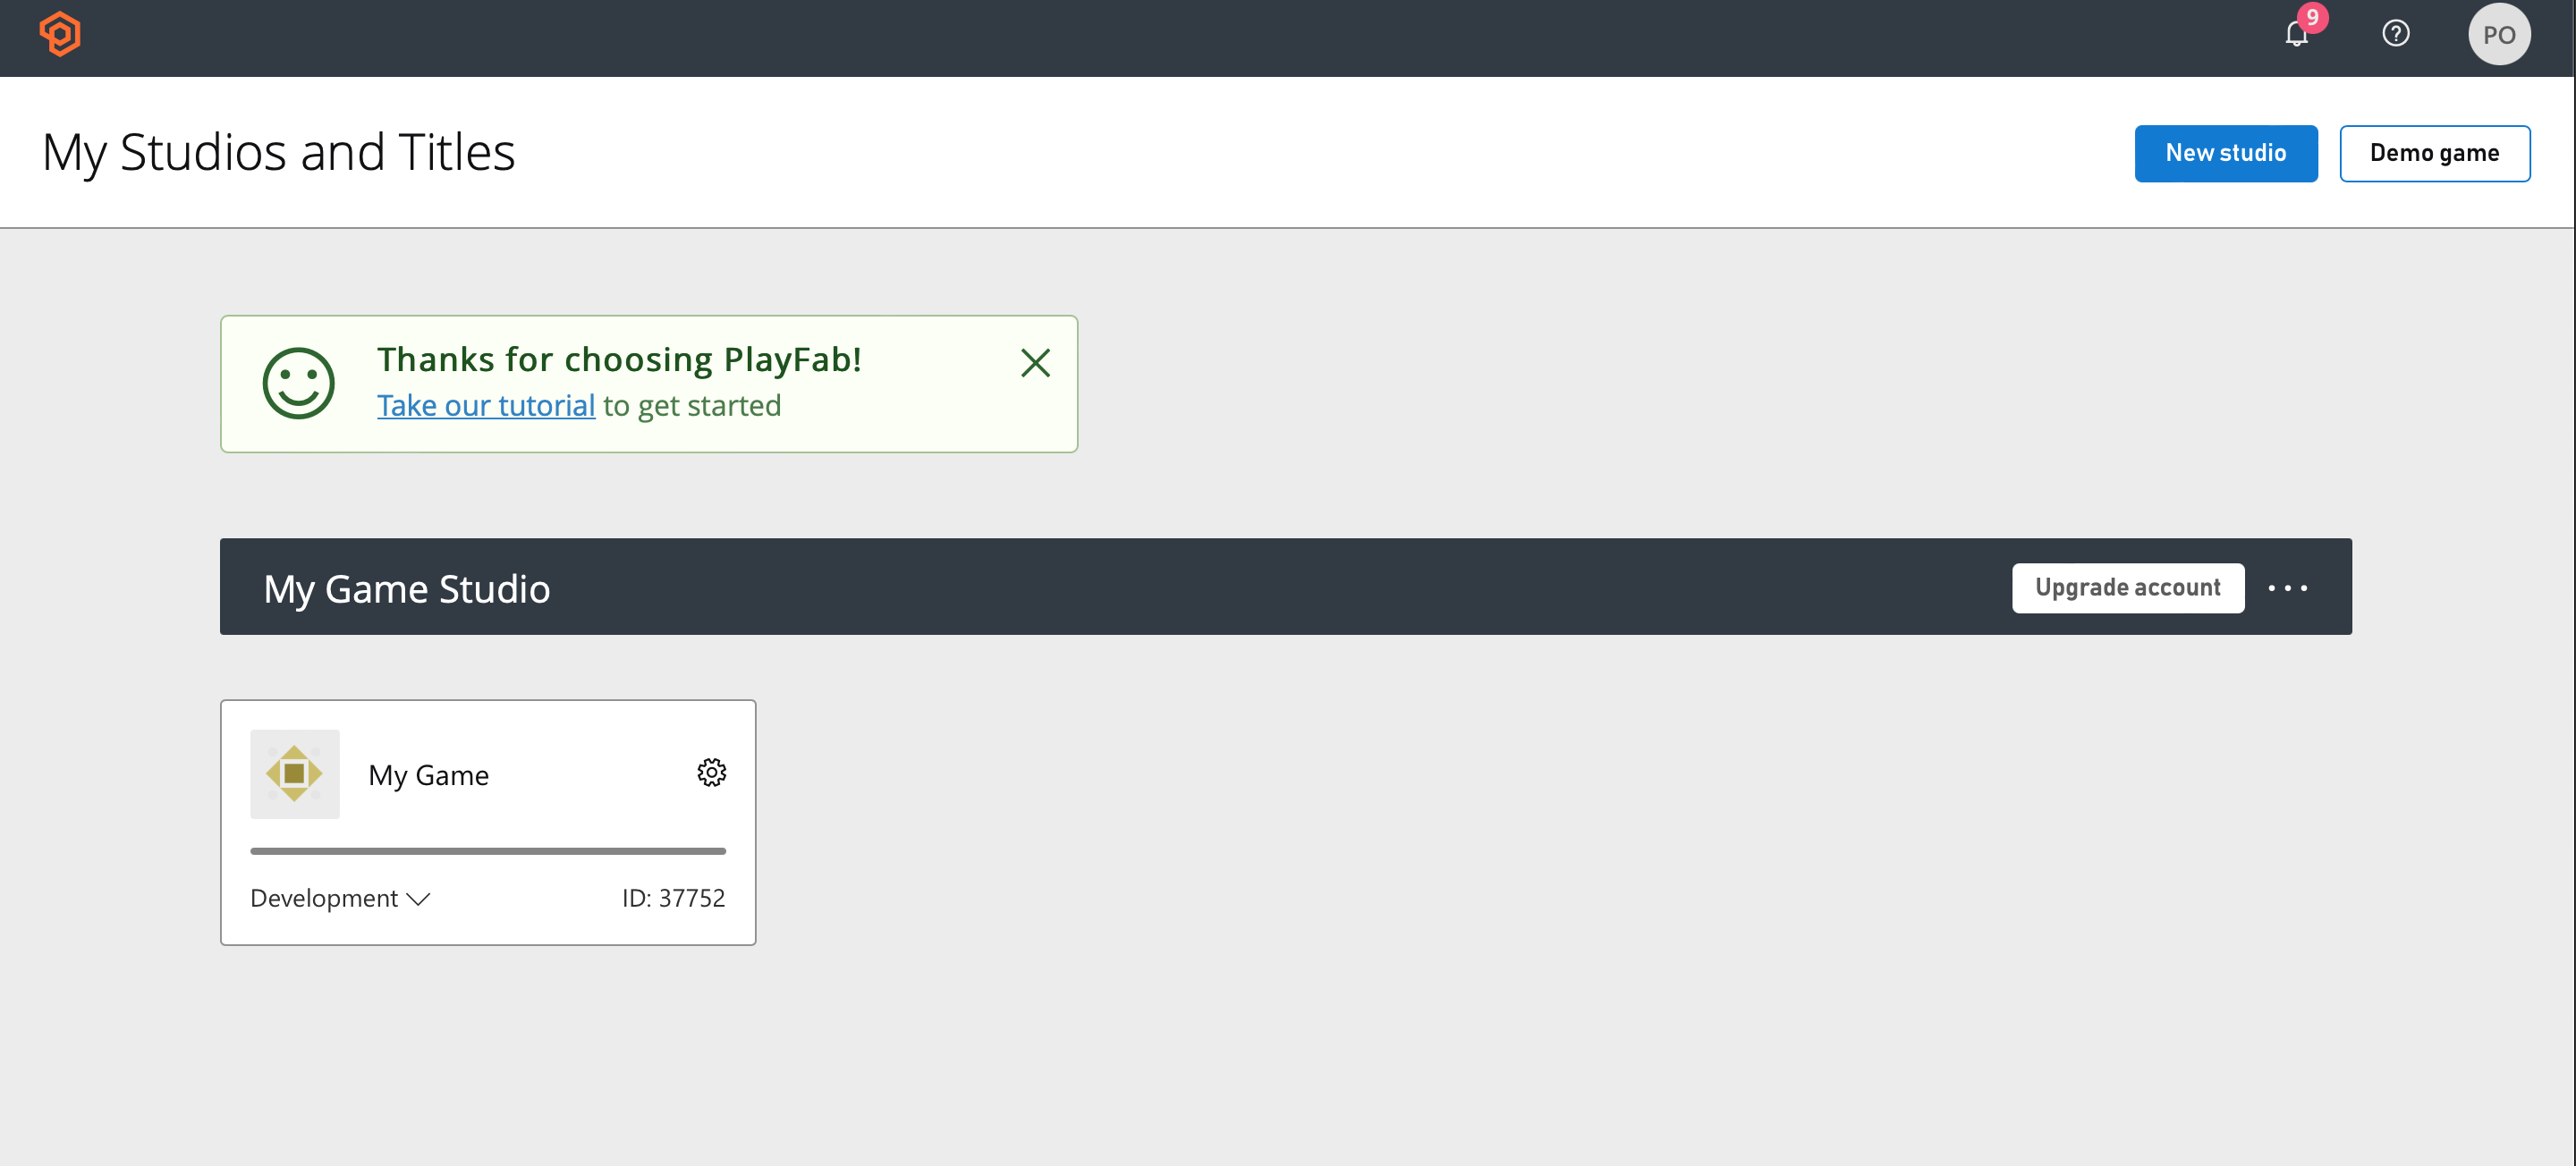 9
PO
My Studios and Titles
New studio
Demo game
Thanks for choosing PlayFab!
Take our tutorial to get started
My Game Studio
Upgrade account
My Game
Development
ID: 37752